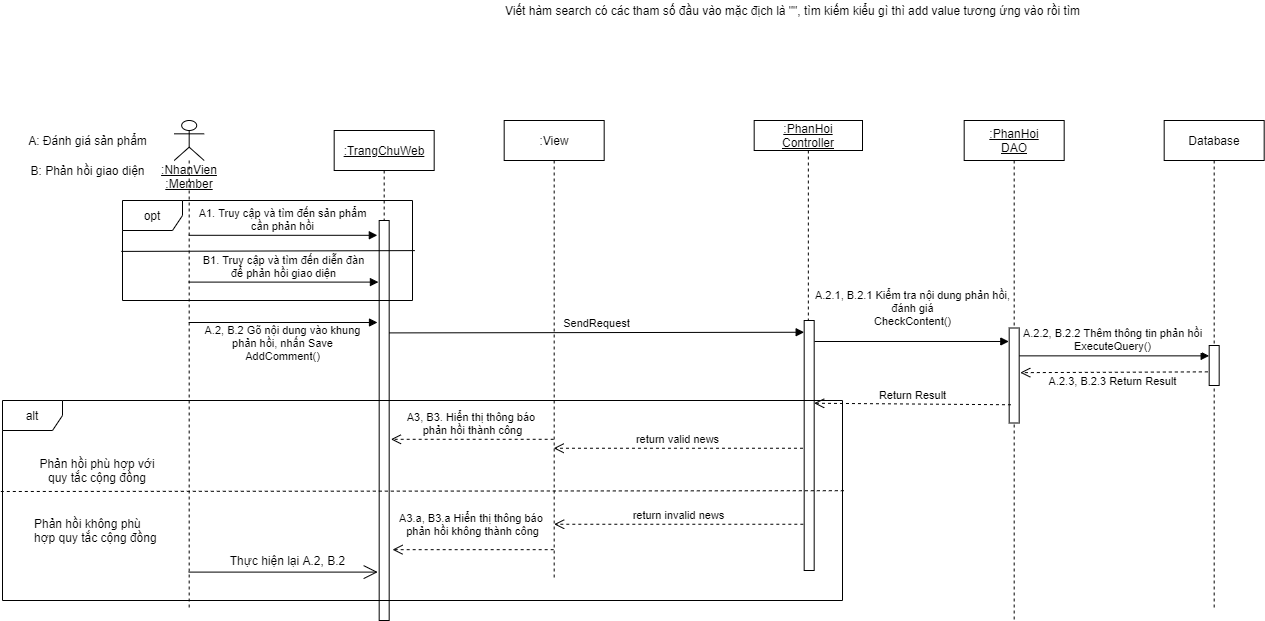 Viết hàm search có các tham số đầu vào mặc định là "", tìm kiếm kiểu gì thì add value tương ứng vào rồi tìm
A: Đánh giá sản phẩm
B: Phản hồi giao diện
:NhanVien
:Member
:TrangChuWeb
:View
:PhanHoi
Controller
:PhanHoi
DAO
Database
opt
A1. Truy cập và tìm đến sản phẩm
cần phản hồi
B1. Truy cập và tìm đến diễn đàn
để phản hồi giao diện
A.2, B.2 Gõ nội dung vào khung
phản hồi, nhấn Save
AddComment()
SendRequest
A.2.1, B.2.1 Kiểm tra nội dung phản hồi,
đánh giá
CheckContent()
A.2.2, B.2.2 Thêm thông tin phản hồi
ExecuteQuery()
A.2.3, B.2.3 Return Result
Return Result
alt
A3, B3. Hiển thị thông báo
phản hồi thành công
return valid news
Phản hồi phù hợp với
quy tắc cộng đồng
A3.a, B3.a Hiển thị thông báo
phản hồi không thành công
return invalid news
Phản hồi không phù
hợp quy tắc cộng đồng
Thực hiện lại A.2, B.2